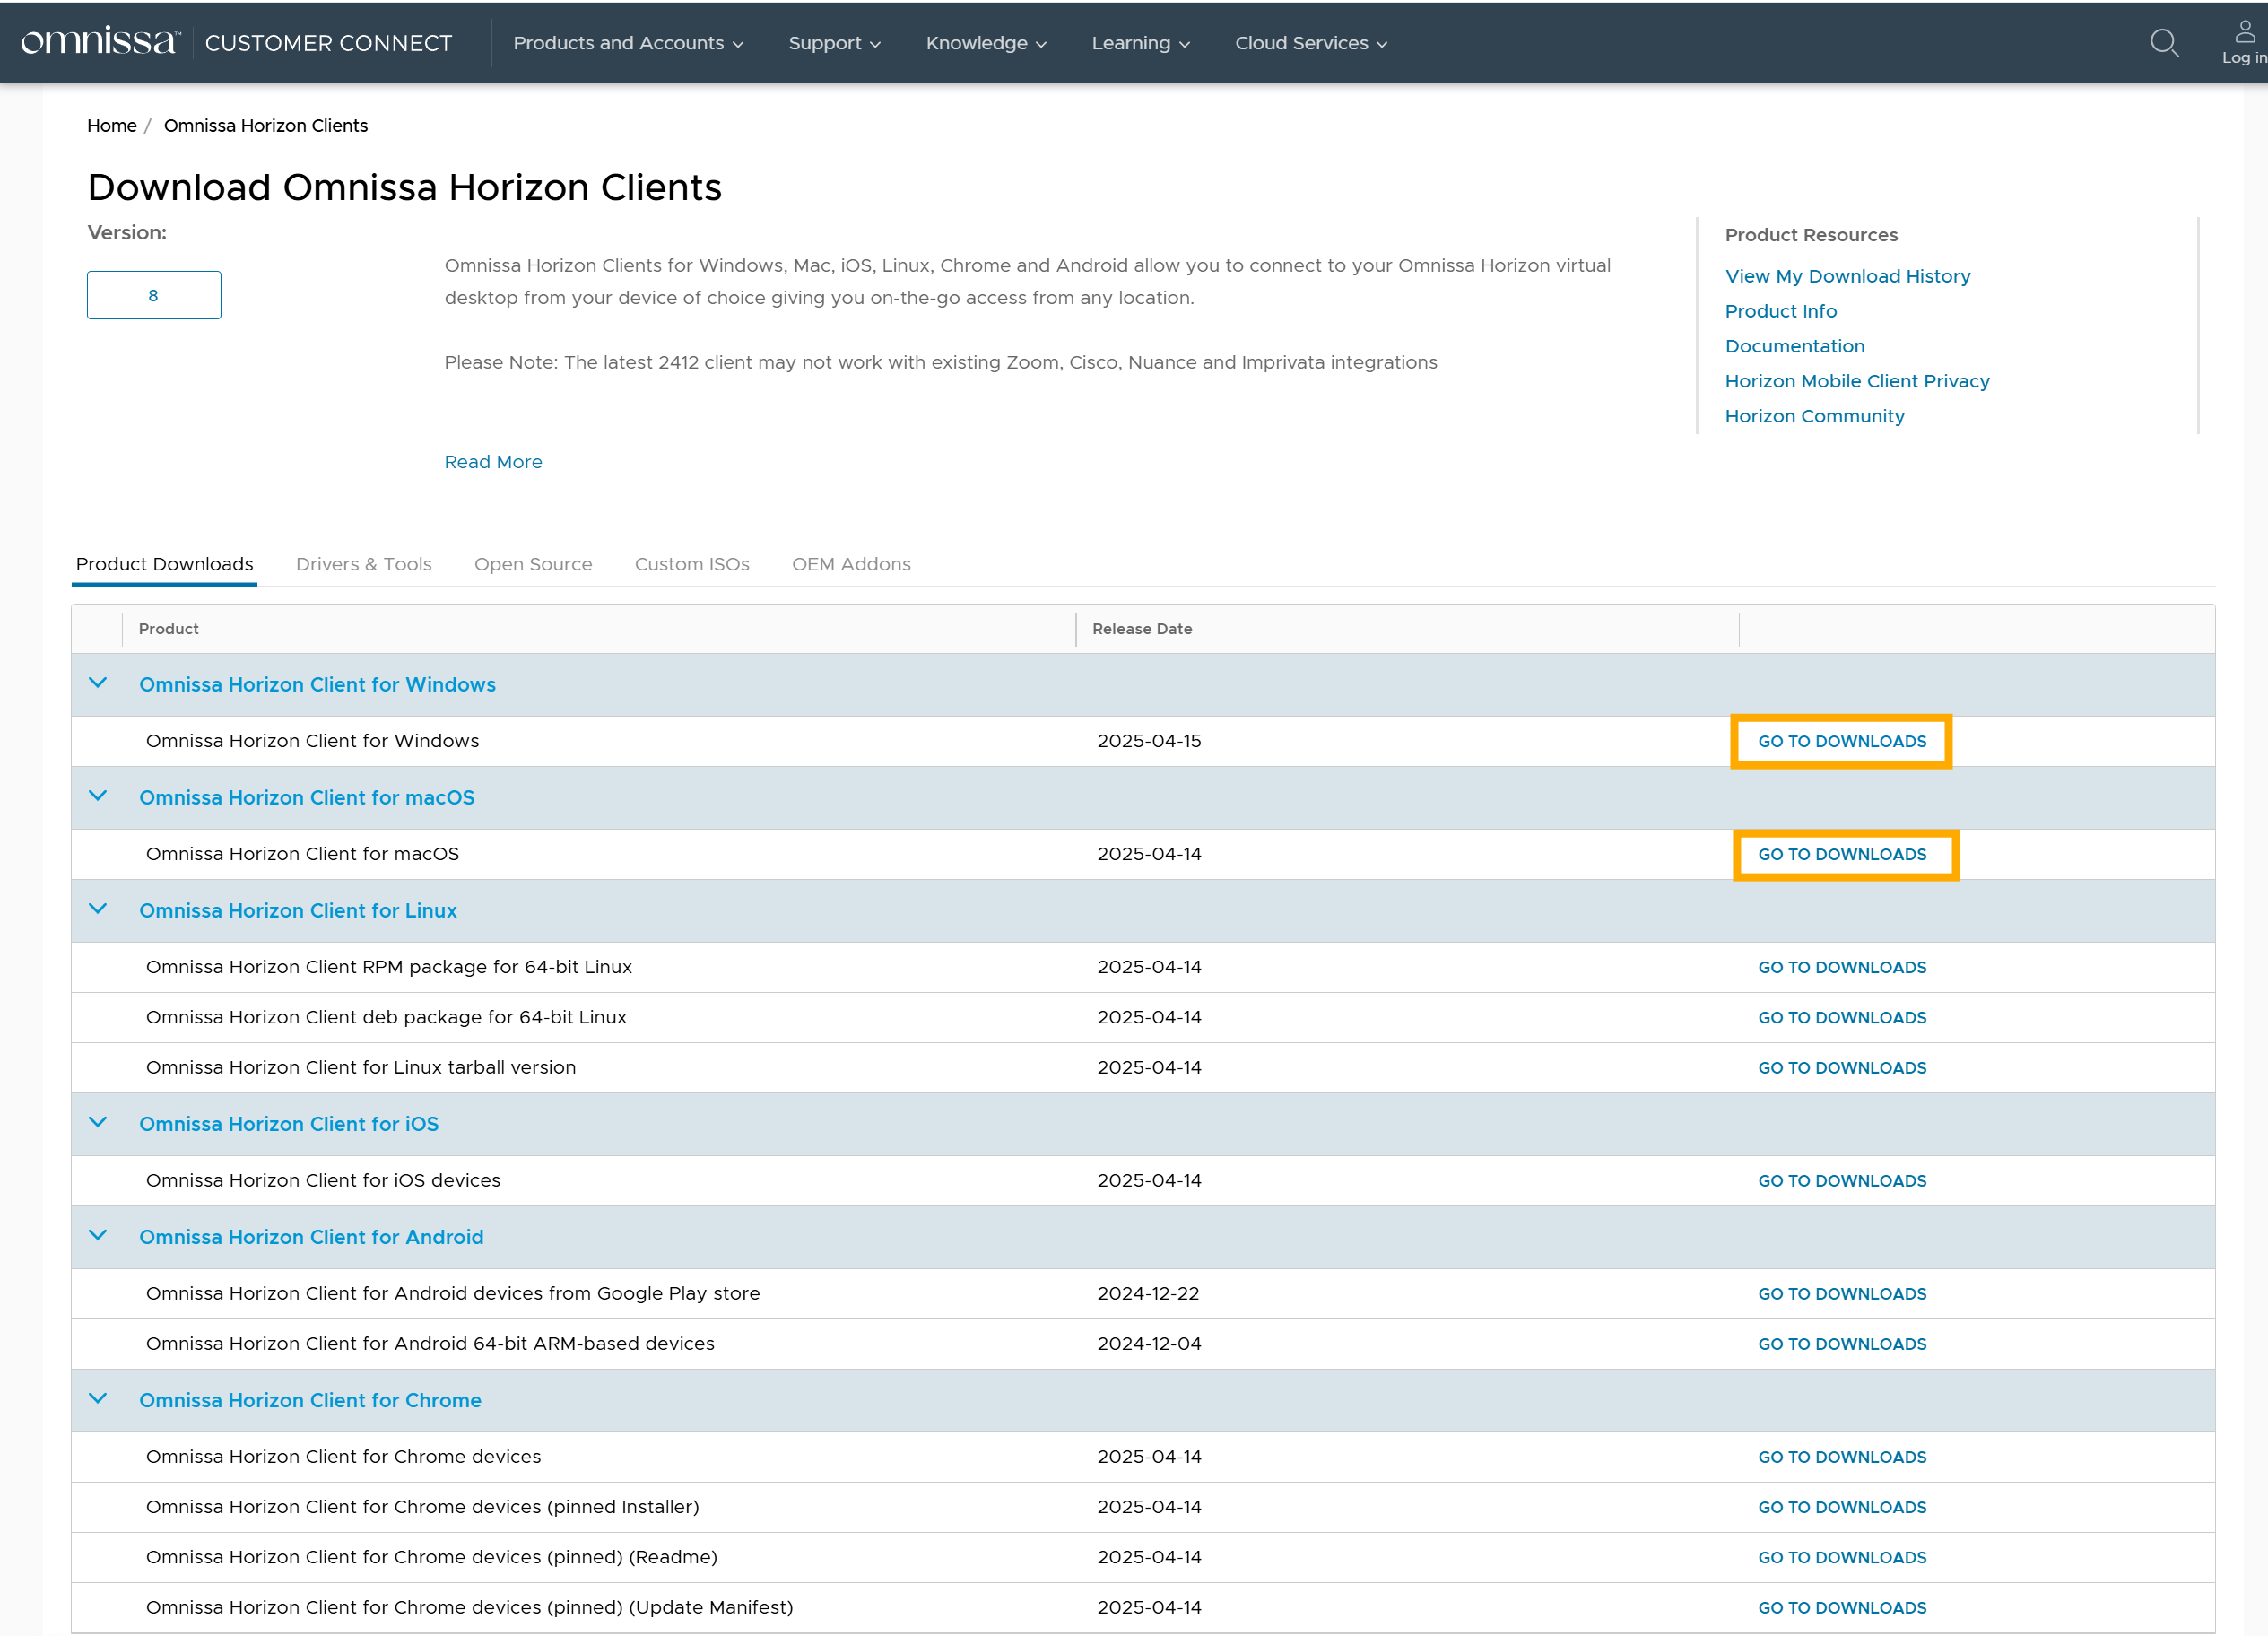 omnissa™ CUSTOMER CONNECT Products and Accounts Support Knowledge Learning Cloud Services Log in
Home / Omnissa Horizon Clients
Download Omnissa Horizon Clients
Version:
8
Omnissa Horizon Clients for Windows, Mac, iOS, Linux, Chrome and Android allow you to connect to your Omnissa Horizon virtual
desktop from your device of choice giving you on-the-go access from any location.
Please Note: The latest 2412 client may not work with existing Zoom, Cisco, Nuance and Imprivata integrations
Read More
Product Resources
View My Download History
Product Info
Documentation
Horizon Mobile Client Privacy
Horizon Community
Product Downloads Drivers & Tools Open Source Custom ISOs OEM Addons
Product Release Date
Omnissa Horizon Client for Windows
Omnissa Horizon Client for Windows 2025-04-15 GO TO DOWNLOADS
Omnissa Horizon Client for macOS
Omnissa Horizon Client for macOS 2025-04-14 GO TO DOWNLOADS
Omnissa Horizon Client for Linux
Omnissa Horizon Client RPM package for 64-bit Linux 2025-04-14 GO TO DOWNLOADS
Omnissa Horizon Client deb package for 64-bit Linux 2025-04-14 GO TO DOWNLOADS
Omnissa Horizon Client for Linux tarball version 2025-04-14 GO TO DOWNLOADS
Omnissa Horizon Client for iOS
Omnissa Horizon Client for iOS devices 2025-04-14 GO TO DOWNLOADS
Omnissa Horizon Client for Android
Omnissa Horizon Client for Android devices from Google Play store 2024-12-22 GO TO DOWNLOADS
Omnissa Horizon Client for Android 64-bit ARM-based devices 2024-12-04 GO TO DOWNLOADS
Omnissa Horizon Client for Chrome
Omnissa Horizon Client for Chrome devices 2025-04-14 GO TO DOWNLOADS
Omnissa Horizon Client for Chrome devices (pinned Installer) 2025-04-14 GO TO DOWNLOADS
Omnissa Horizon Client for Chrome devices (pinned) (Readme) 2025-04-14 GO TO DOWNLOADS
Omnissa Horizon Client for Chrome devices (pinned) (Update Manifest) 2025-04-14 GO TO DOWNLOADS